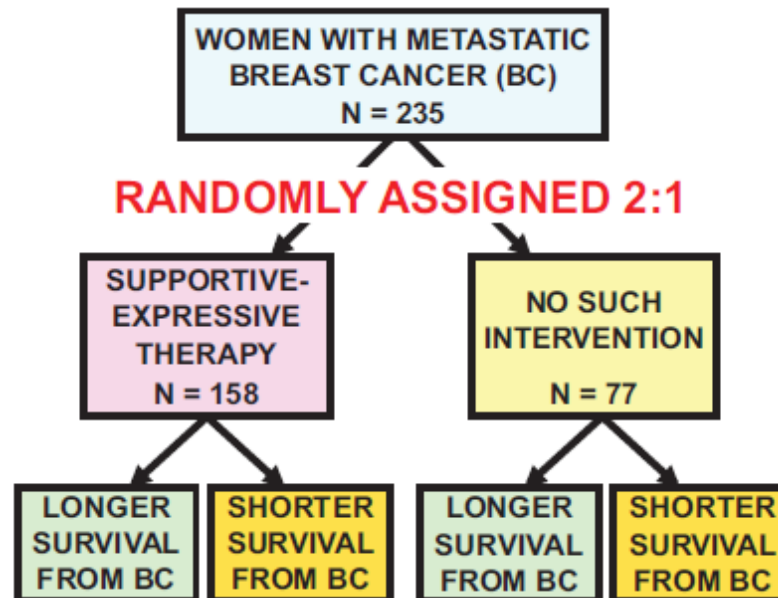 WOMEN WITH METASTATIC
BREAST CANCER (BC)
N = 235
RANDOMLY ASSIGNED 2:1
SUPPORTIVE-
EXPRESSIVE
THERAPY
N = 158
NO SUCH
INTERVENTION
N = 77
LONGER
SURVIVAL
FROM BC
SHORTER
SURVIVAL
FROM BC
LONGER
SURVIVAL
FROM BC
SHORTER
SURVIVAL
FROM BC